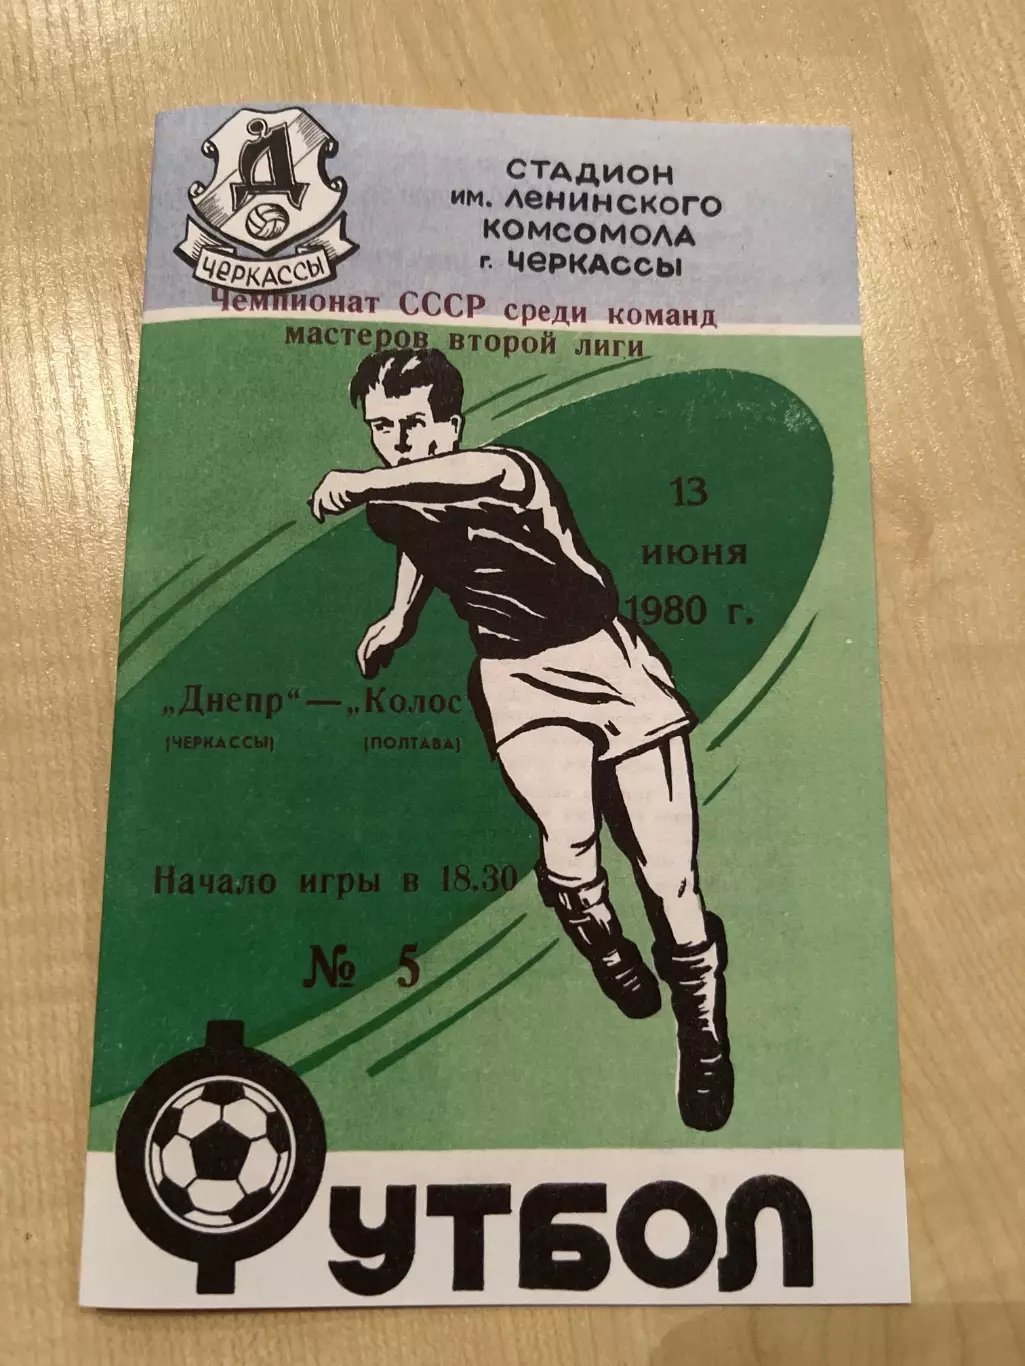 Д
ЧЕРКАССЫ
СТАДИОН
им. ЛЕНИНСКОГО
КОМСОМОЛА
г. ЧЕРКАССЫ
Чемпионат СССР среди команд
мастеров второй лиги
13
июня
1980 г.
„Днепр“ — „Колос
(ЧЕРКАССЫ) (ПОЛТАВА)
Начало игры в 18.30
№ 5
ФУТБОЛ